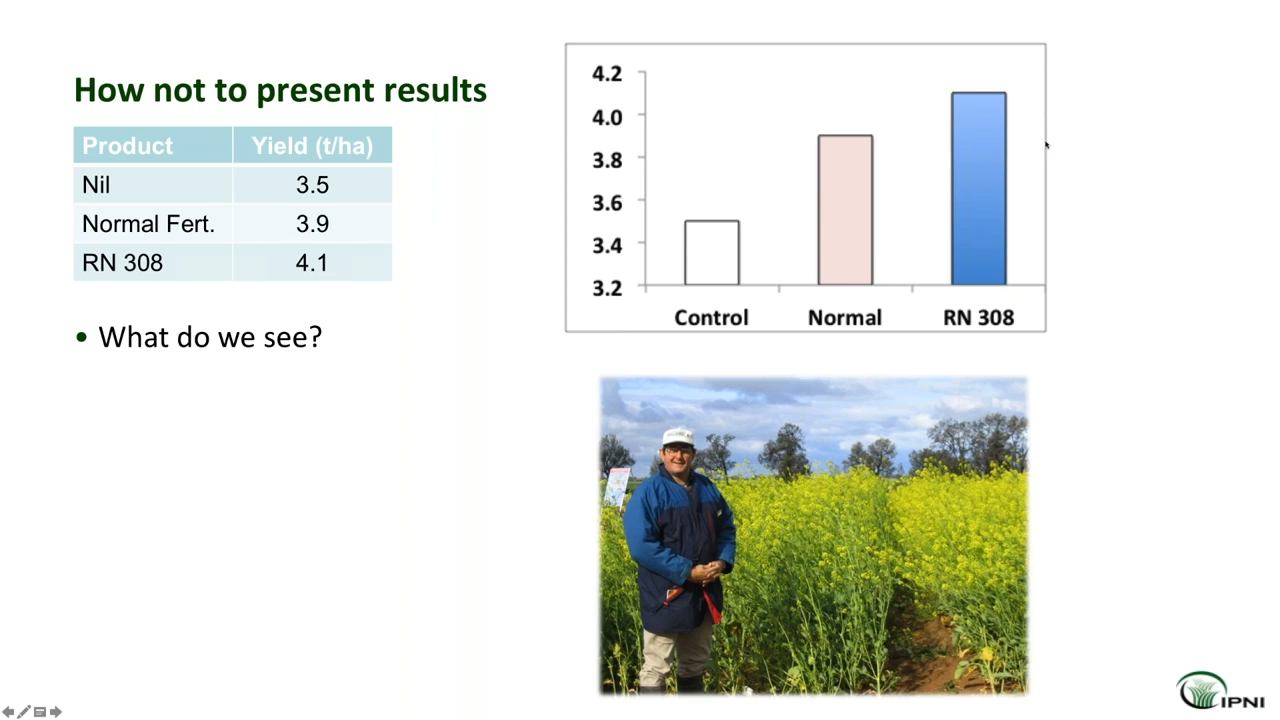 How not to present results
Product Yield (t/ha)
Nil 3.5
Normal Fert. 3.9
RN 308 4.1
• What do we see?
4.2
4.0
3.8
3.6
3.4
3.2
Control Normal RN 308
IPNI